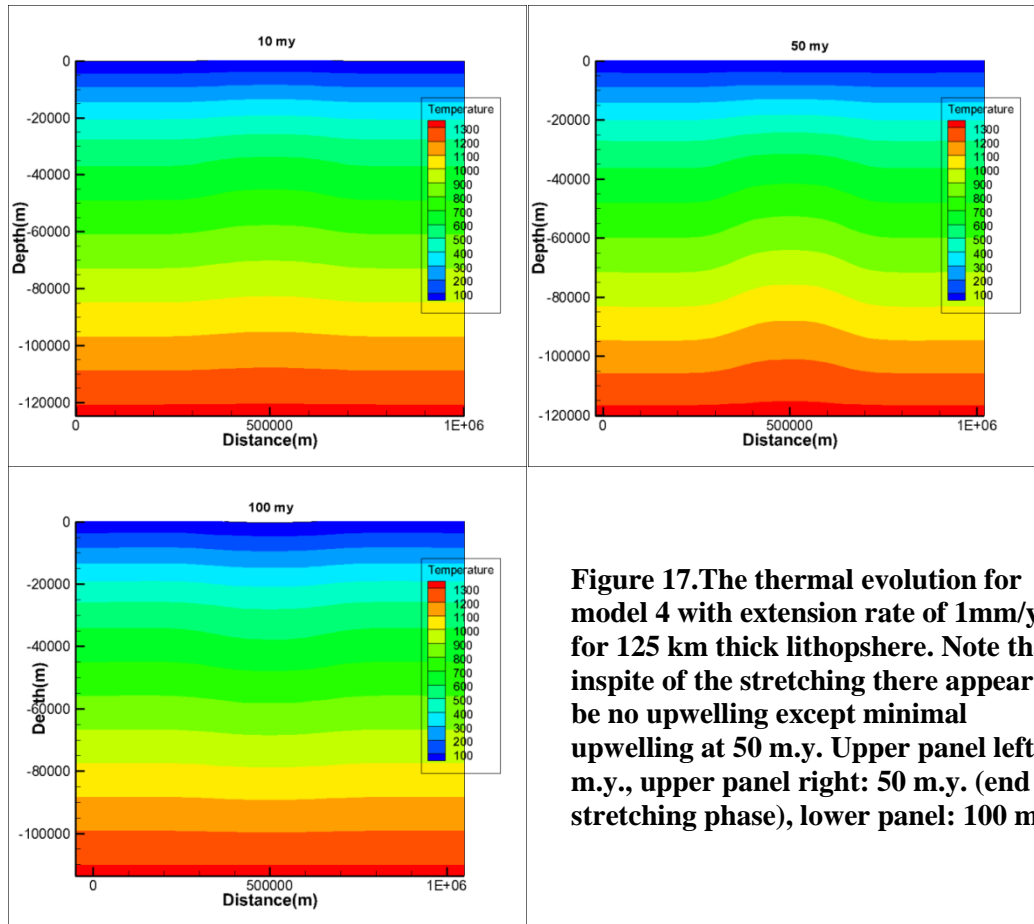 10 my
0
-20000
-40000
-60000
-80000
-100000
-120000
Depth(m)
0
500000
1E+06
Distance(m)
Temperature
1300
1200
1100
1000
900
800
700
600
500
400
300
200
100
50 my
0
-20000
-40000
-60000
-80000
-100000
-120000
Depth(m)
0
500000
1E+06
Distance(m)
Temperature
1300
1200
1100
1000
900
800
700
600
500
400
300
200
100
100 my
0
-20000
-40000
-60000
-80000
-100000
Depth(m)
0
500000
1E+06
Distance(m)
Temperature
1300
1200
1100
1000
900
800
700
600
500
400
300
200
100
Figure 17.The thermal evolution for
model 4 with extension rate of 1mm/y
for 125 km thick lithopshere. Note th
inspite of the stretching there appear
be no upwelling except minimal
upwelling at 50 m.y. Upper panel left
m.y., upper panel right: 50 m.y. (end
stretching phase), lower panel: 100 m